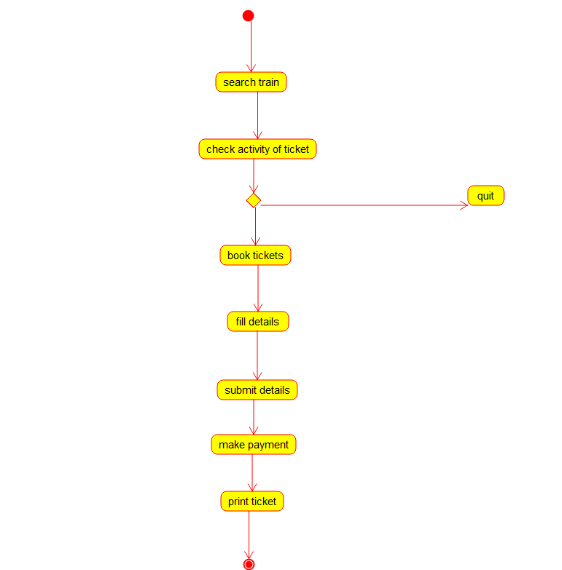 search train
check activity of ticket
quit
book tickets
fill details
submit details
make payment
print ticket